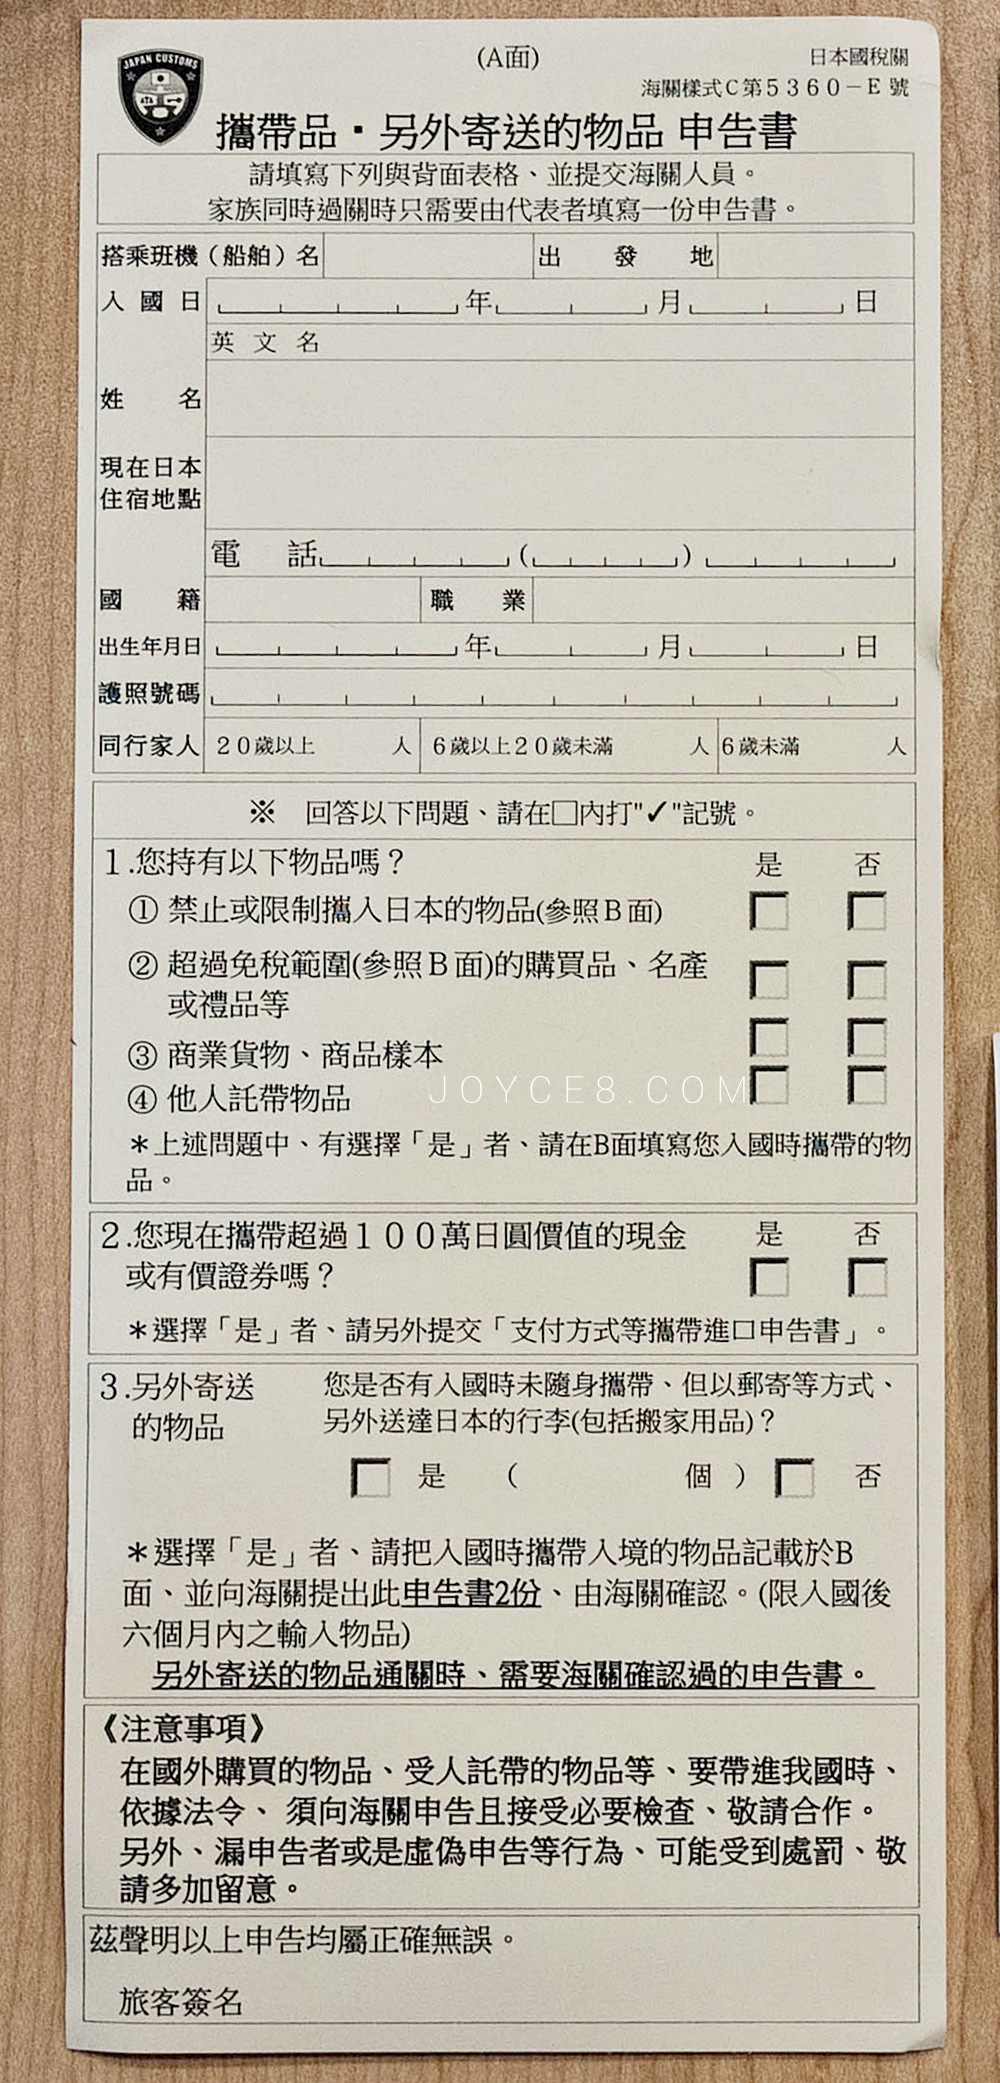 JAPAN CUSTOMS
(A面)
日本國稅關
海關樣式C第5360-E號
攜帶品・另外寄送的物品 申告書
請填寫下列與背面表格、並提交海關人員。
家族同時過關時只需要由代表者填寫一份申告書。
搭乘班機(船舶)名 出發地
入國日 年 月 日
英文名
姓名
現在日本
住宿地點
電話 ( )
國籍 職業
出生年月日 年 月 日
護照號碼
同行家人 20歲以上 人 6歲以上20歲未滿 人 6歲未滿 人
※ 回答以下問題、請在□內打"✓"記號。
1.您持有以下物品嗎? 是 否
① 禁止或限制攜入日本的物品(參照B面)
② 超過免稅範圍(參照B面)的購買品、名產
或禮品等
③ 商業貨物、商品樣本
④ 他人託帶物品
JOYCE8.COM
*上述問題中、有選擇「是」者、請在B面填寫您入國時攜帶的物
品。
2.您現在攜帶超過100萬日圓價值的現金 是 否
或有價證券嗎?
*選擇「是」者、請另外提交「支付方式等攜帶進口申告書」。
3.另外寄送 您是否有入國時未隨身攜帶、但以郵寄等方式、
的物品 另外送達日本的行李(包括搬家用品)?
是 ( 個 ) 否
*選擇「是」者、請把入國時攜帶入境的物品記載於B
面、並向海關提出此申告書2份、由海關確認。(限入國後
六個月內之輸入物品)
另外寄送的物品通關時、需要海關確認過的申告書。
《注意事項》
在國外購買的物品、受人託帶的物品等、要帶進我國時、
依據法令、須向海關申告且接受必要檢查、敬請合作。
另外、漏申告者或是虛偽申告等行為、可能受到處罰、敬
請多加留意。
茲聲明以上申告均屬正確無誤。
旅客簽名